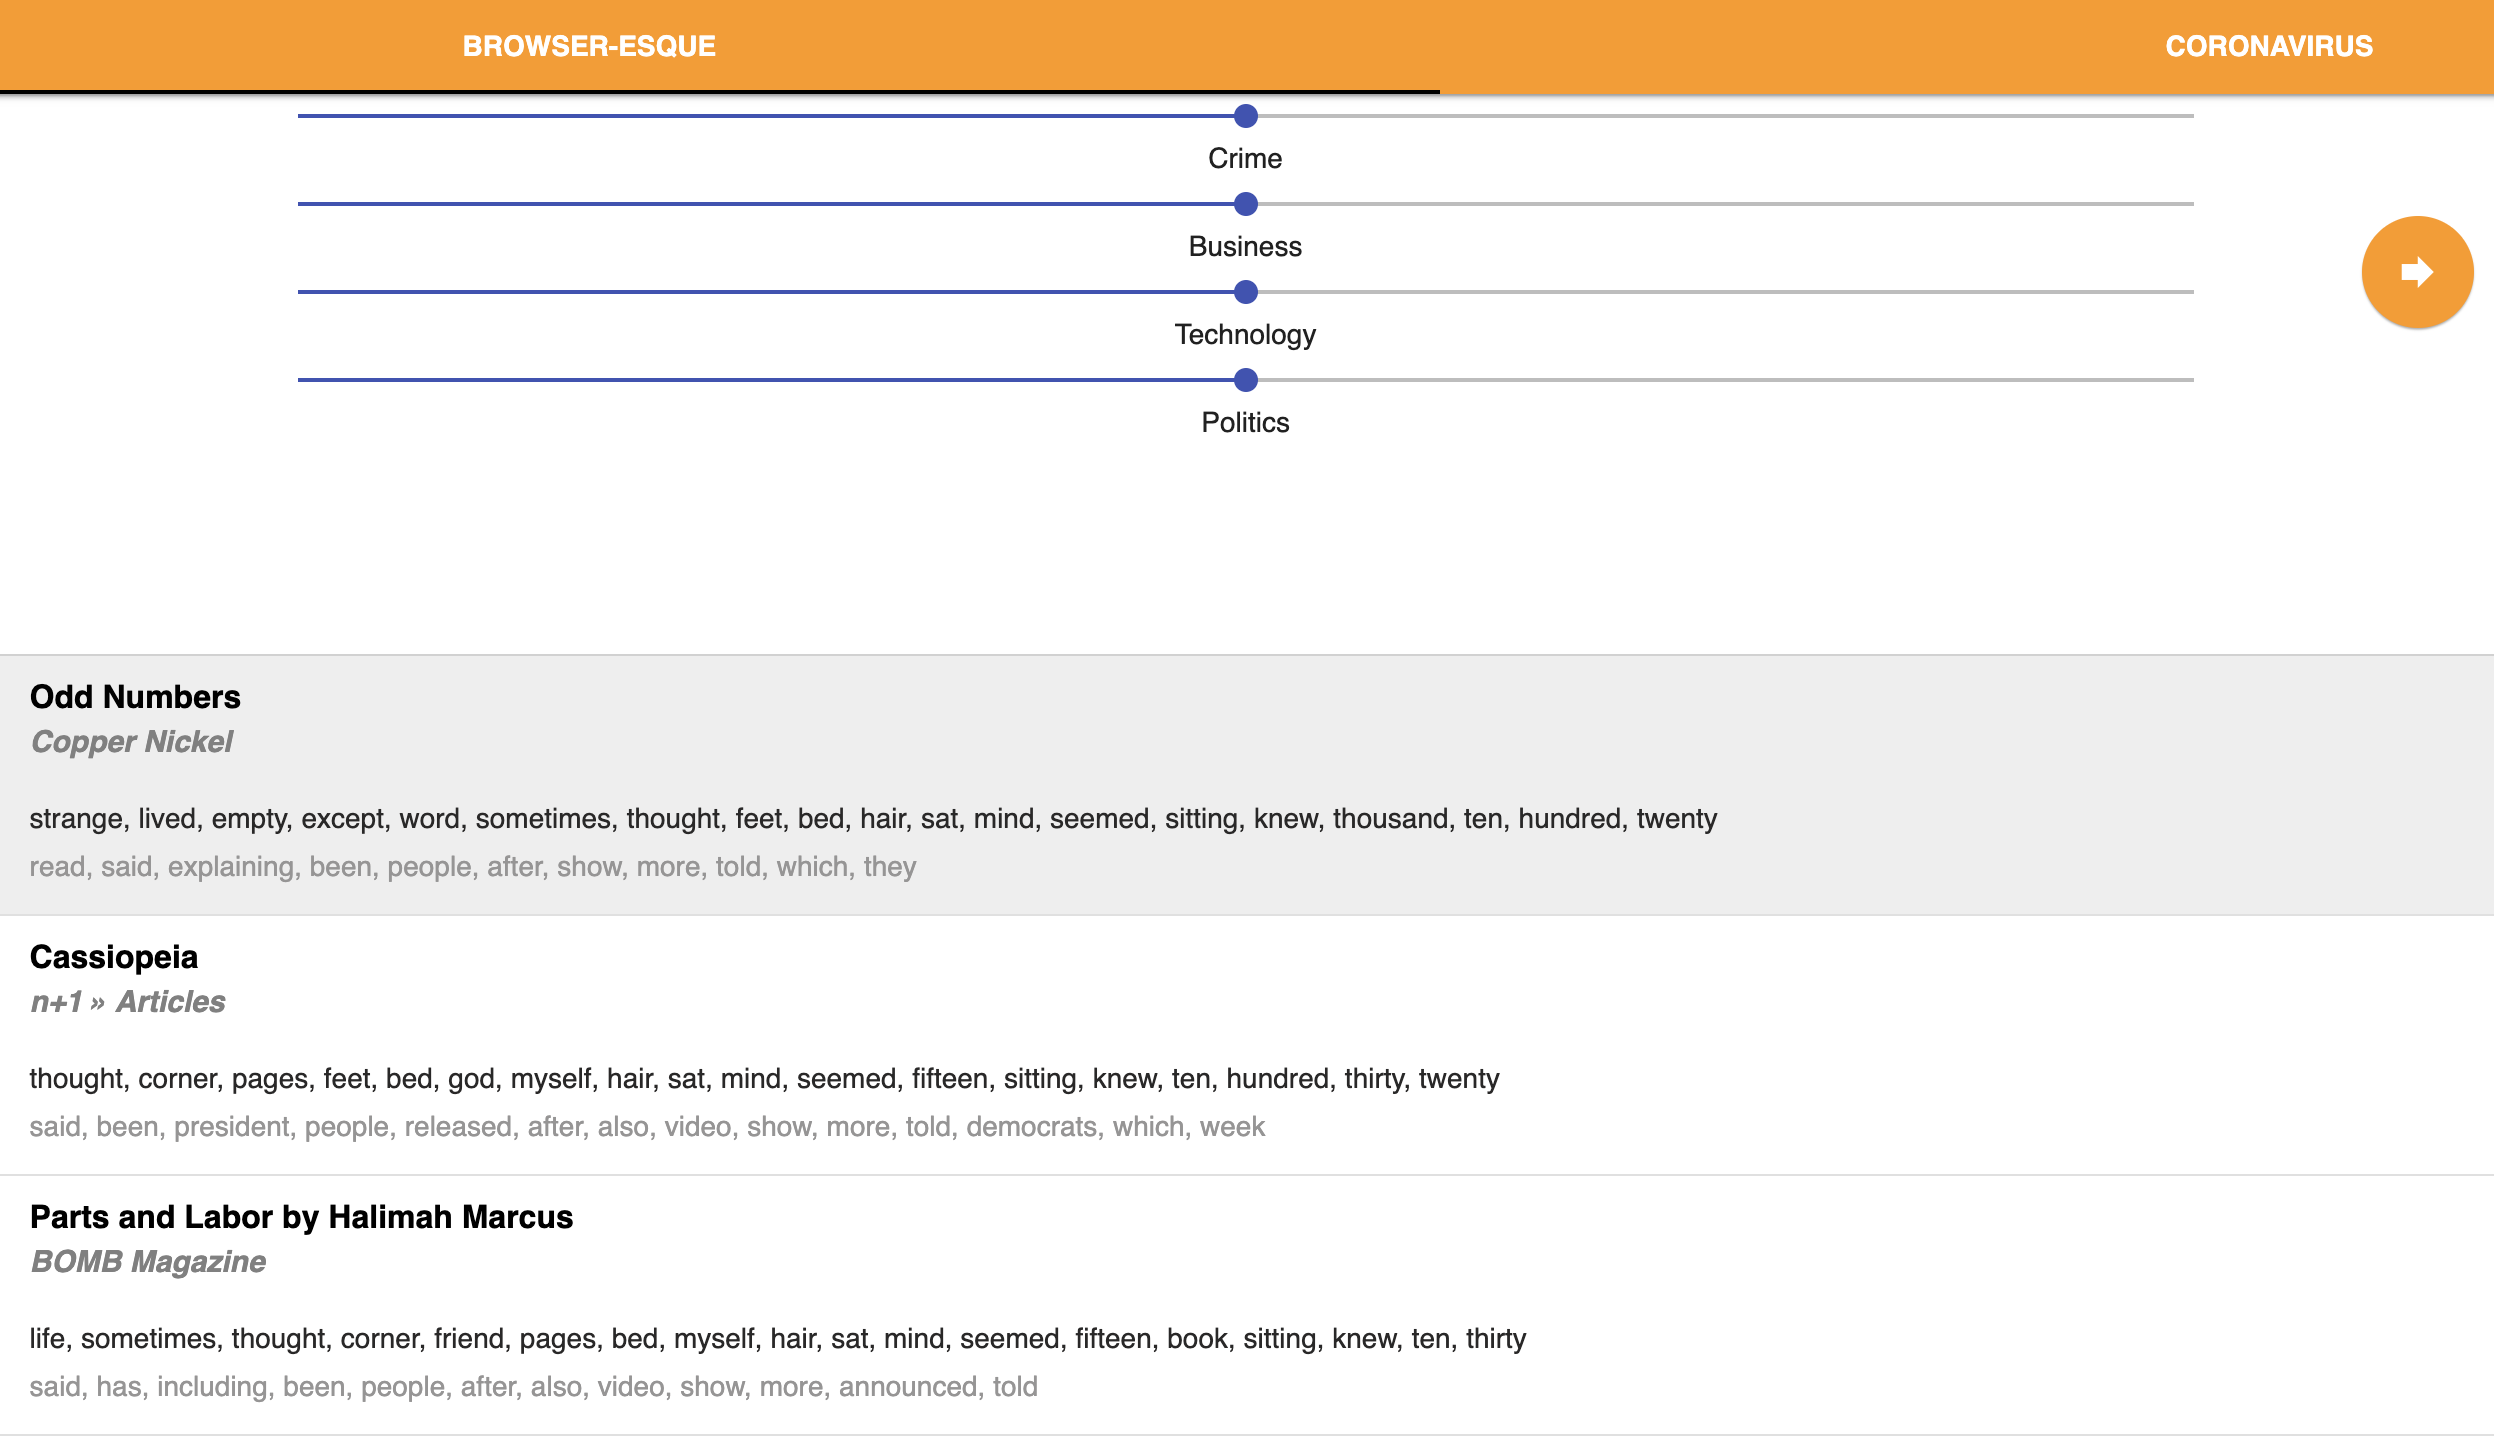 BROWSER-ESQUE
CORONAVIRUS
Crime
Business
Technology
Politics
Odd Numbers
Copper Nickel
strange, lived, empty, except, word, sometimes, thought, feet, bed, hair, sat, mind, seemed, sitting, knew, thousand, ten, hundred, twenty
read, said, explaining, been, people, after, show, more, told, which, they
Cassiopeia
n+1 » Articles
thought, corner, pages, feet, bed, god, myself, hair, sat, mind, seemed, fifteen, sitting, knew, ten, hundred, thirty, twenty
said, been, president, people, released, after, also, video, show, more, told, democrats, which, week
Parts and Labor by Halimah Marcus
BOMB Magazine
life, sometimes, thought, corner, friend, pages, bed, myself, hair, sat, mind, seemed, fifteen, book, sitting, knew, ten, thirty
said, has, including, been, people, after, also, video, show, more, announced, told